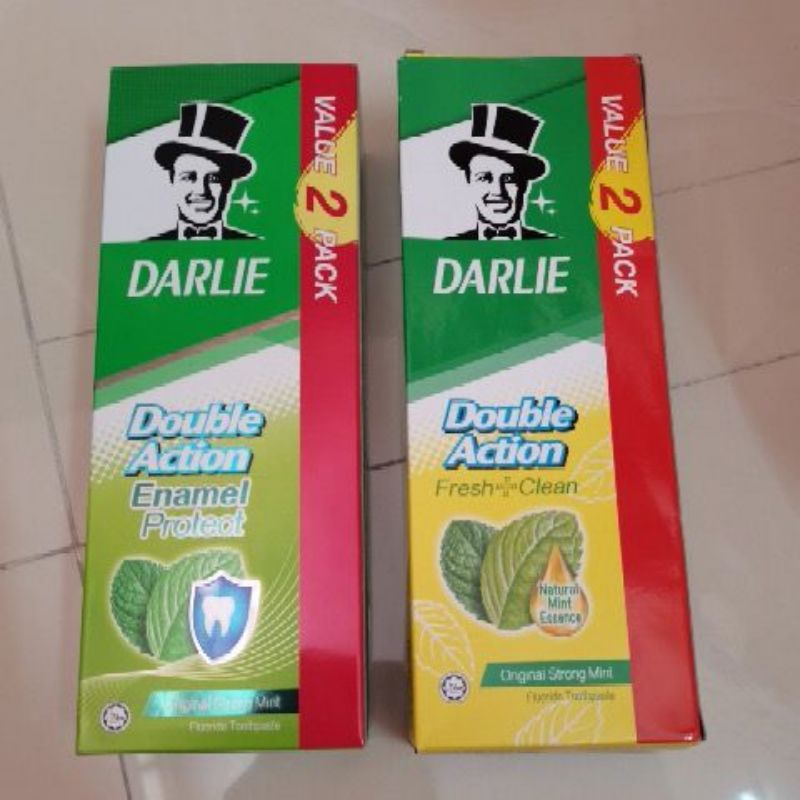 DARLIE
VALUE 2 PACK
Double
Action
Enamel
Protect
Original Strong Mint
Fluoride Toothpaste
DARLIE
VALUE 2 PACK
Double
Action
Fresh Clean
Natural
Mint
Essence
Original Strong Mint
Fluoride Toothpaste